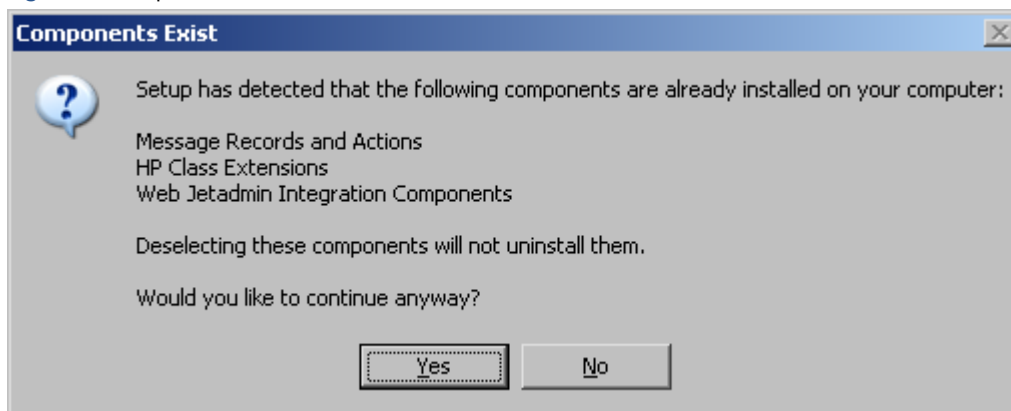 Components Exist
Setup has detected that the following components are already installed on your computer:
Message Records and Actions
HP Class Extensions
Web Jetadmin Integration Components
Deselecting these components will not uninstall them.
Would you like to continue anyway?
Yes
No